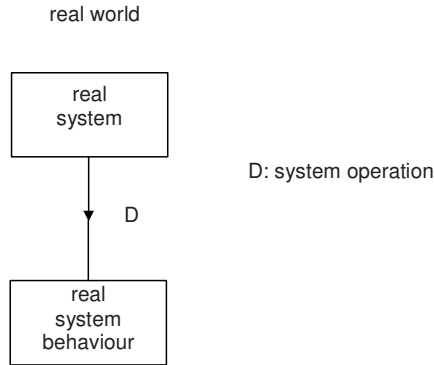 real world
real
system
D: system operation
D
real
system
behaviour